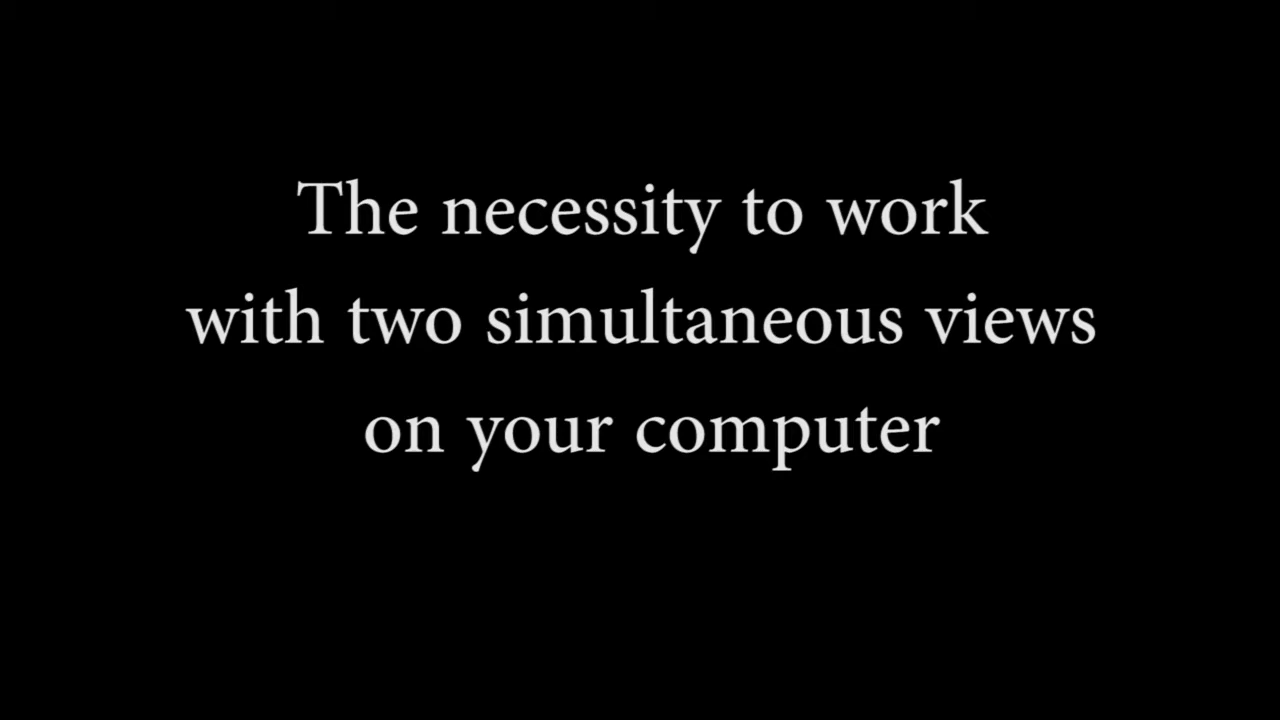 The necessity to work
with two simultaneous views
on your computer